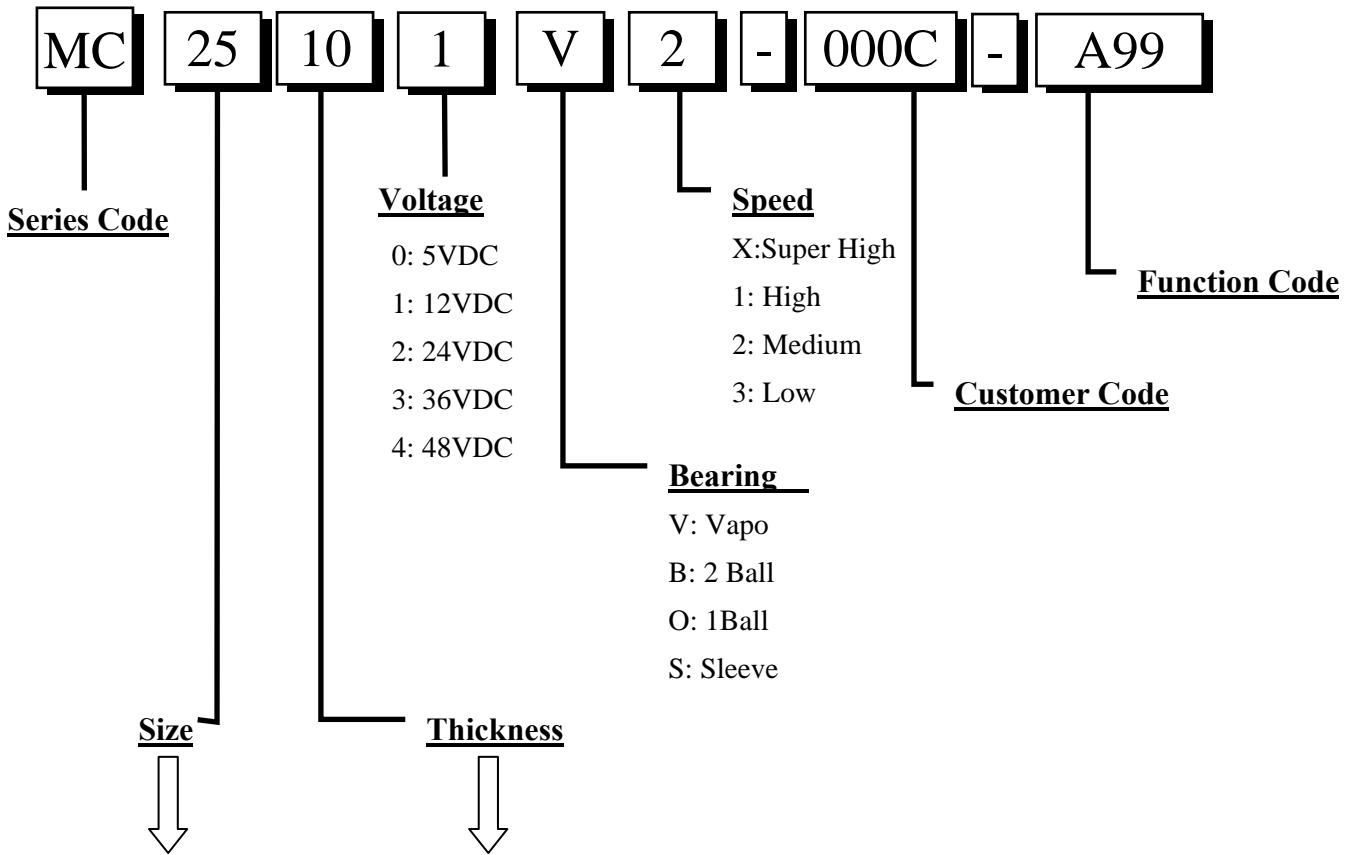 MC 25 10 1 V 2 - 000C - A99
Series Code
Voltage
0: 5VDC
1: 12VDC
2: 24VDC
3: 36VDC
4: 48VDC
Speed
X:Super High
1: High
2: Medium
3: Low
Function Code
Customer Code
Bearing
V: Vapo
B: 2 Ball
O: 1Ball
S: Sleeve
Size
Thickness